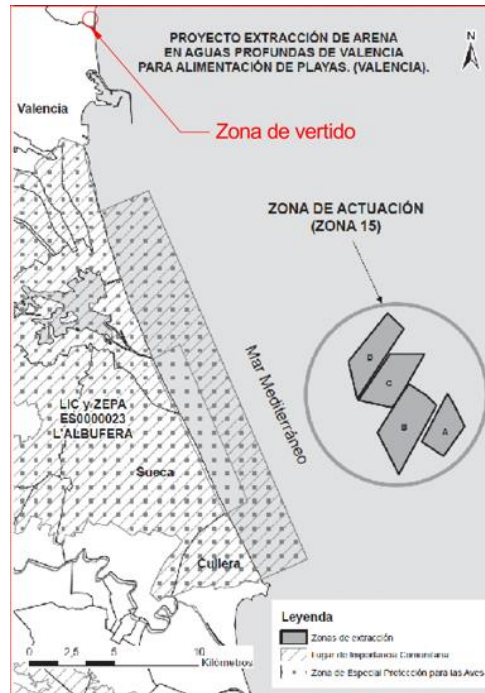 PROYECTO EXTRACCIÓN DE ARENA
EN AGUAS PROFUNDAS DE VALENCIA
PARA ALIMENTACIÓN DE PLAYAS. (VALENCIA).
N
Valencia
Zona de vertido
ZONA DE ACTUACIÓN
(ZONA 15)
D
C
B
A
Mar Mediterráneo
LIC y ZEPA
ES0000023
L'ALBUFERA
Sueca
Cullera
Leyenda
Zonas de extracción
Lugar de Importancia Comunitaria
Zona de Especial Protección para las Aves
0 2,5 5 10
Kilómetros